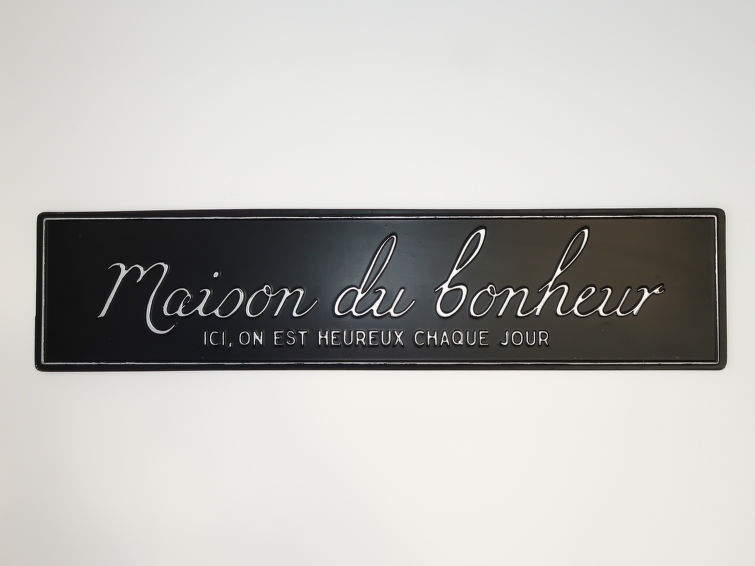 Maison du bonheur
ICI, ON EST HEUREUX CHAQUE JOUR